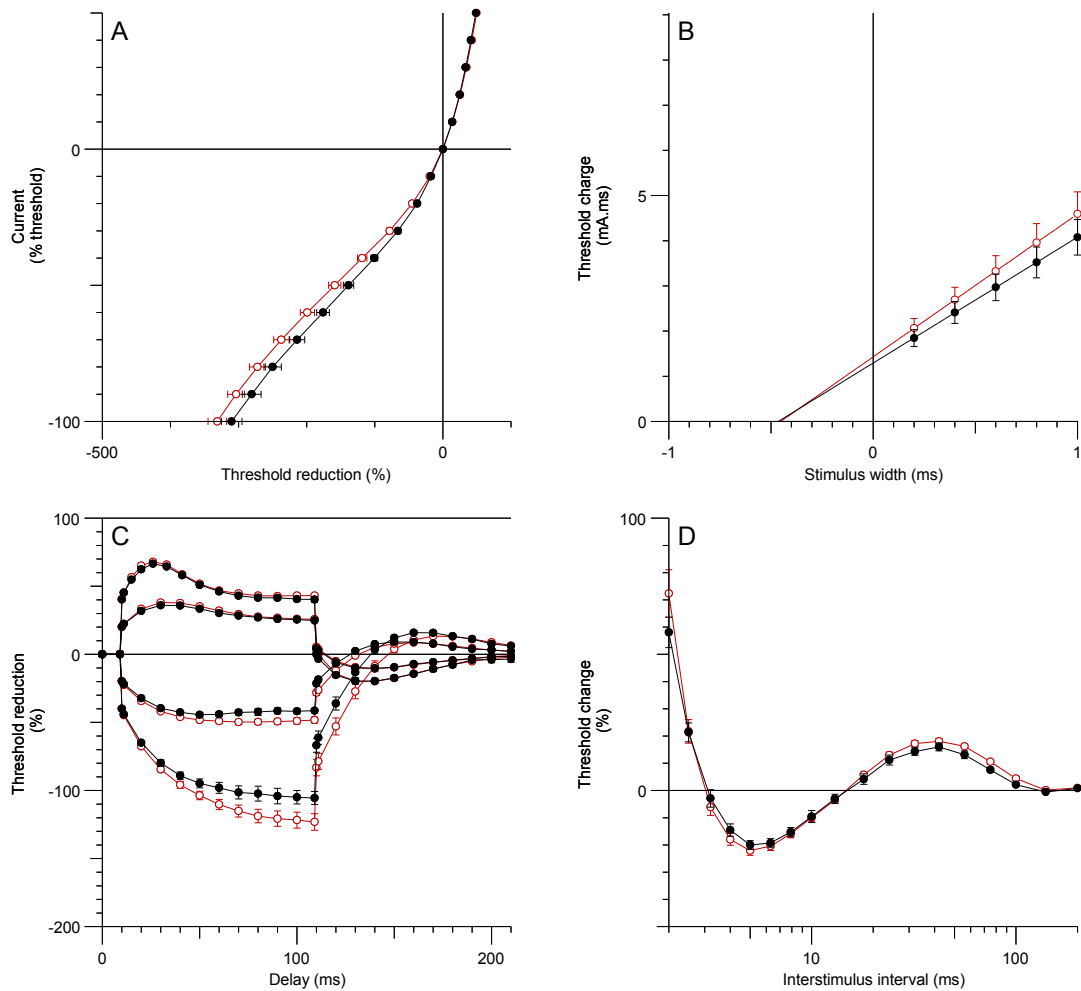 A
0
-100
Current
(% threshold)
-500
0
Threshold reduction (%)
B
5
0
Threshold charge
(mA.ms)
-1
0
1
Stimulus width (ms)
C
100
0
-100
-200
Threshold reduction
(%)
0
100
200
Delay (ms)
D
100
0
Threshold change
(%)
10
100
Interstimulus interval (ms)